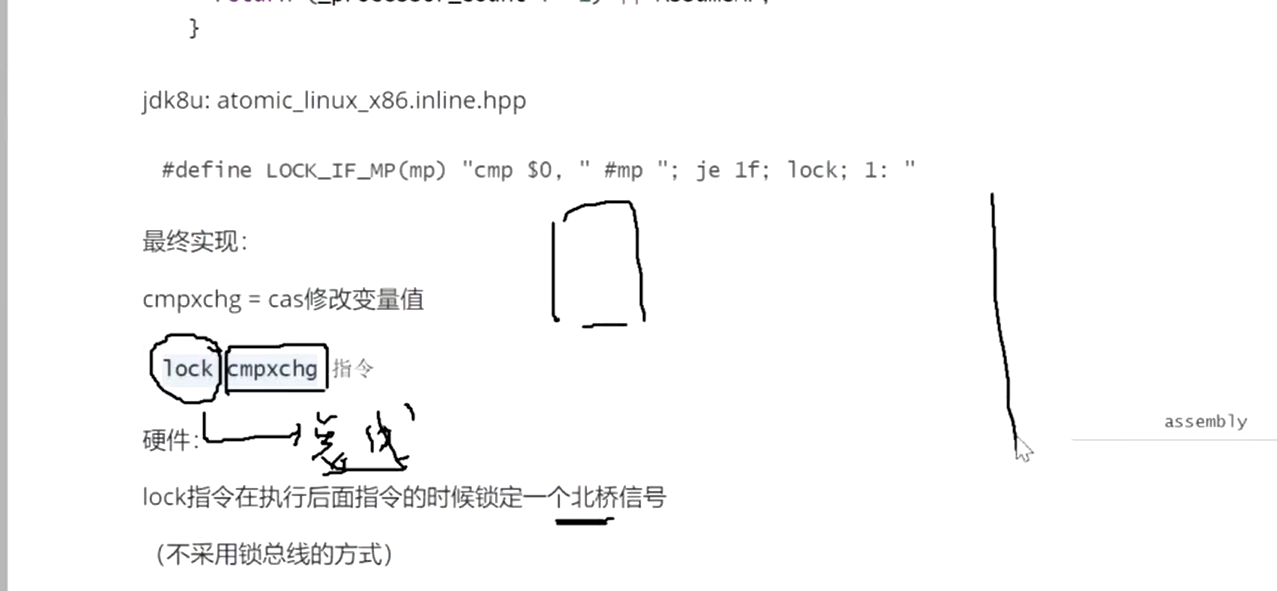 }
jdk8u: atomic_linux_x86.inline.hpp
#define LOCK_IF_MP(mp) "cmp $0, " #mp "; je 1f; lock; 1: "
最终实现：
cmpxchg = cas修改变量值
lock cmpxchg 指令
assembly
硬件： 总线
lock指令在执行后面指令的时候锁定一个北桥信号
（不采用锁总线的方式）